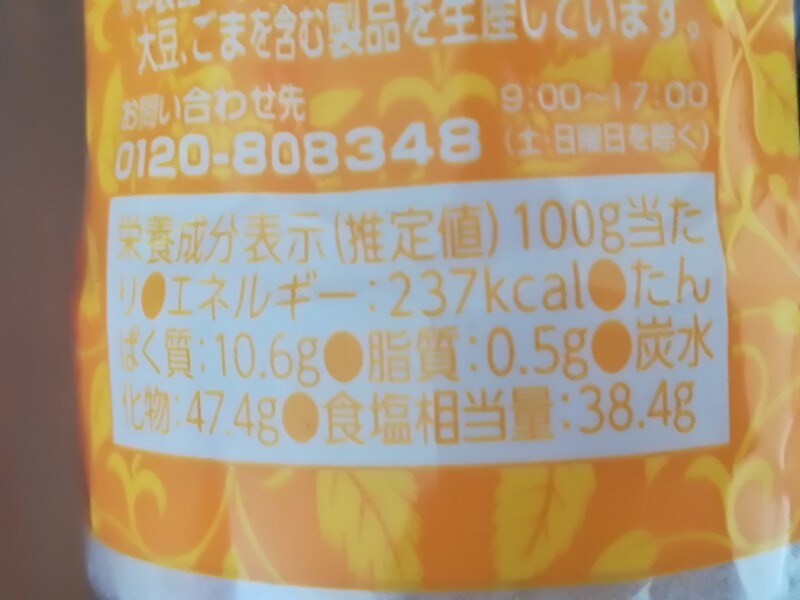 大豆、ごまを含む製品を生産しています。
お問い合わせ先
9:00～17:00
0120-808348
(土・日曜日を除く)
栄養成分表示(推定値)100g当た
り●エネルギー:237kcal●たん
ぱく質:10.6g●脂質:0.5g●炭水
化物:47.4g●食塩相当量:38.4g